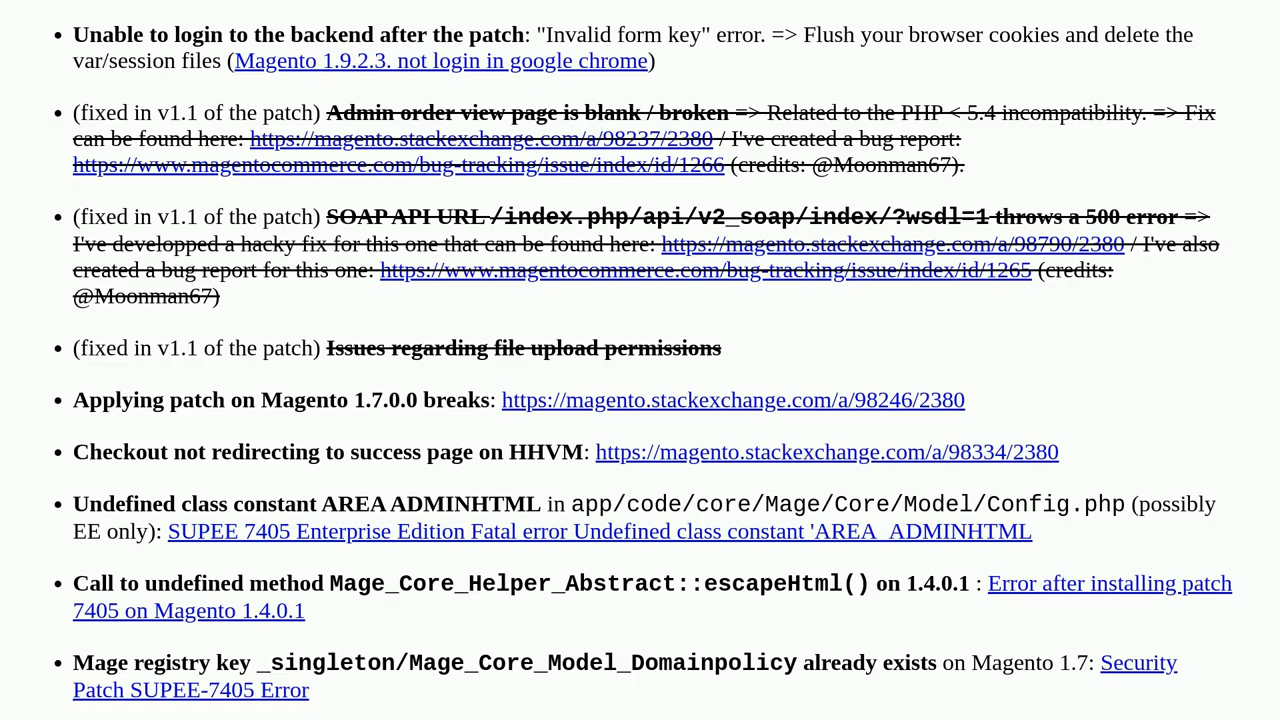 • Unable to login to the backend after the patch: "Invalid form key" error. => Flush your browser cookies and delete the
var/session files (Magento 1.9.2.3. not login in google chrome)
• (fixed in v1.1 of the patch) Admin order view page is blank / broken => Related to the PHP < 5.4 incompatibility. => Fix
can be found here: https://magento.stackexchange.com/a/98237/2380 / I've created a bug report:
https://www.magentocommerce.com/bug-tracking/issue/index/id/1266 (credits: @Moonman67).
• (fixed in v1.1 of the patch) SOAP API URL /index.php/api/v2_soap/index/?wsdl=1 throws a 500 error =>
I've developped a hacky fix for this one that can be found here: https://magento.stackexchange.com/a/98790/2380 / I've also
created a bug report for this one: https://www.magentocommerce.com/bug-tracking/issue/index/id/1265 (credits:
@Moonman67)
• (fixed in v1.1 of the patch) Issues regarding file upload permissions
• Applying patch on Magento 1.7.0.0 breaks: https://magento.stackexchange.com/a/98246/2380
• Checkout not redirecting to success page on HHVM: https://magento.stackexchange.com/a/98334/2380
• Undefined class constant AREA ADMINHTML in app/code/core/Mage/Core/Model/Config.php (possibly
EE only): SUPEE 7405 Enterprise Edition Fatal error Undefined class constant 'AREA_ADMINHTML
• Call to undefined method Mage_Core_Helper_Abstract::escapeHtml() on 1.4.0.1 : Error after installing patch
7405 on Magento 1.4.0.1
• Mage registry key _singleton/Mage_Core_Model_Domainpolicy already exists on Magento 1.7: Security
Patch SUPEE-7405 Error